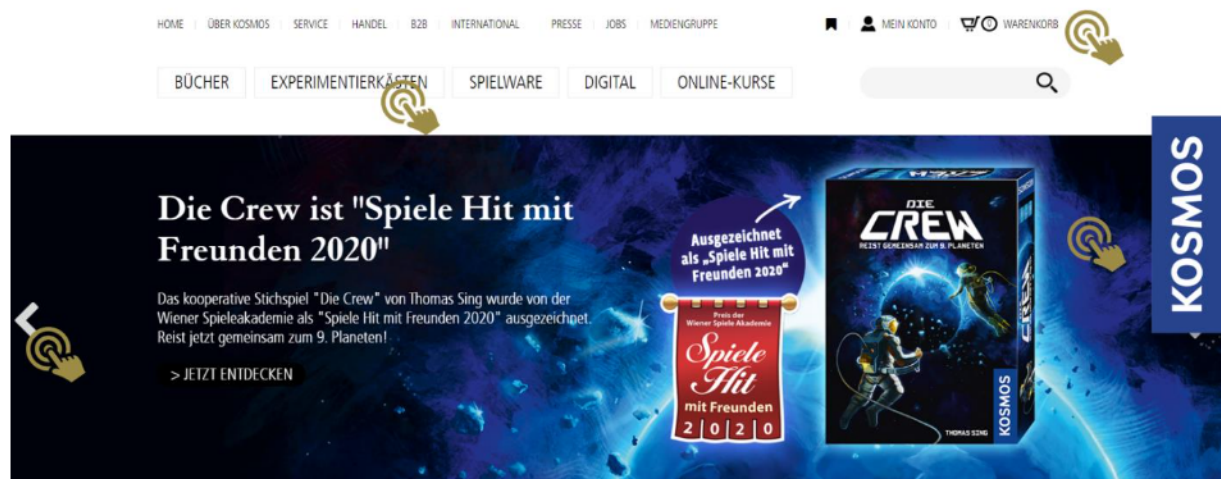 HOME ÜBER KOSMOS SERVICE HANDEL B2B INTERNATIONAL PRESSE JOBS MEDIENGRUPPE MEIN KONTO 0 WARENKORB
BÜCHER EXPERIMENTIERKÄSTEN SPIELWARE DIGITAL ONLINE-KURSE
KOSMOS
Die Crew ist "Spiele Hit mit
Freunden 2020"
Das kooperative Stichspiel "Die Crew" von Thomas Sing wurde von der
Wiener Spieleakademie als "Spiele Hit mit Freunden 2020" ausgezeichnet.
Reist jetzt gemeinsam zum 9. Planeten!
> JETZT ENTDECKEN
Ausgezeichnet
als „Spiele Hit mit
Freunden 2020“
Preis der
Wiener Spiele Akademie
Spiele
Hit
mit Freunden
2020
DIE
CREW
REIST GEMEINSAM ZUM 9. PLANETEN
THOMAS SING
KOSMOS
CREW